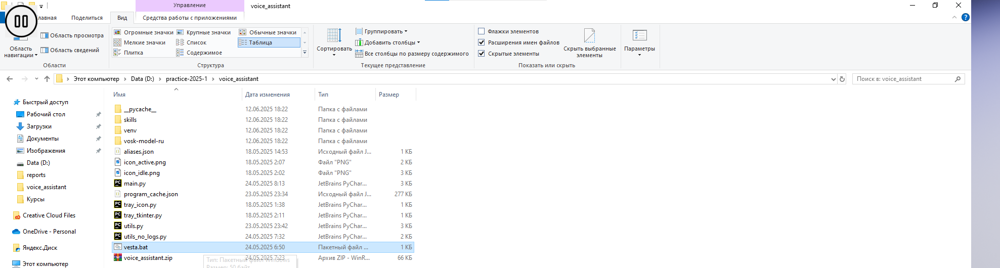 Управление
voice_assistant
лавная
Поделиться
Вид
Средства работы с приложениями
Область навигации
Область просмотра
Область сведений
Области
Огромные значки
Крупные значки
Обычные значки
Мелкие значки
Список
Таблица
Плитка
Содержимое
Структура
Сортировать
Группировать
Добавить столбцы
Все столбцы по размеру содержимого
Текущее представление
Флажки элементов
Расширения имен файлов
Скрытые элементы
Скрыть выбранные элементы
Показать или скрыть
Параметры
Этот компьютер > Data (D:) > practice-2025-1 > voice_assistant
Поиск в: voice_assistant
Быстрый доступ
Рабочий стол
Загрузки
Документы
Изображения
Data (D:)
reports
voice_assistant
Курсы
Creative Cloud Files
OneDrive - Personal
Яндекс.Диск
Этот компьютер
Имя Дата изменения Тип Размер
__pycache__ 12.06.2025 18:22 Папка с файлами
skills 12.06.2025 18:22 Папка с файлами
venv 12.06.2025 18:22 Папка с файлами
vosk-model-ru 12.06.2025 18:22 Папка с файлами
aliases.json 18.05.2025 14:53 Исходный файл J... 1 КБ
icon_active.png 18.05.2025 2:07 Файл "PNG" 2 КБ
icon_idle.png 18.05.2025 2:02 Файл "PNG" 3 КБ
main.py 24.05.2025 8:13 JetBrains PyChar... 3 КБ
program_cache.json 23.05.2025 23:34 Исходный файл J... 277 КБ
tray_icon.py 18.05.2025 1:38 JetBrains PyChar... 1 КБ
tray_tkinter.py 18.05.2025 2:11 JetBrains PyChar... 1 КБ
utils.py 23.05.2025 23:42 JetBrains PyChar... 3 КБ
utils_no_logs.py 24.05.2025 7:32 JetBrains PyChar... 2 КБ
vesta.bat 24.05.2025 6:50 Пакетный файл ... 1 КБ
voice_assistant.zip 24.05.2025 7:23 Архив ZIP - WinR... 66 КБ
Тип: Пакетный файл Windows
Размер: 50 байт